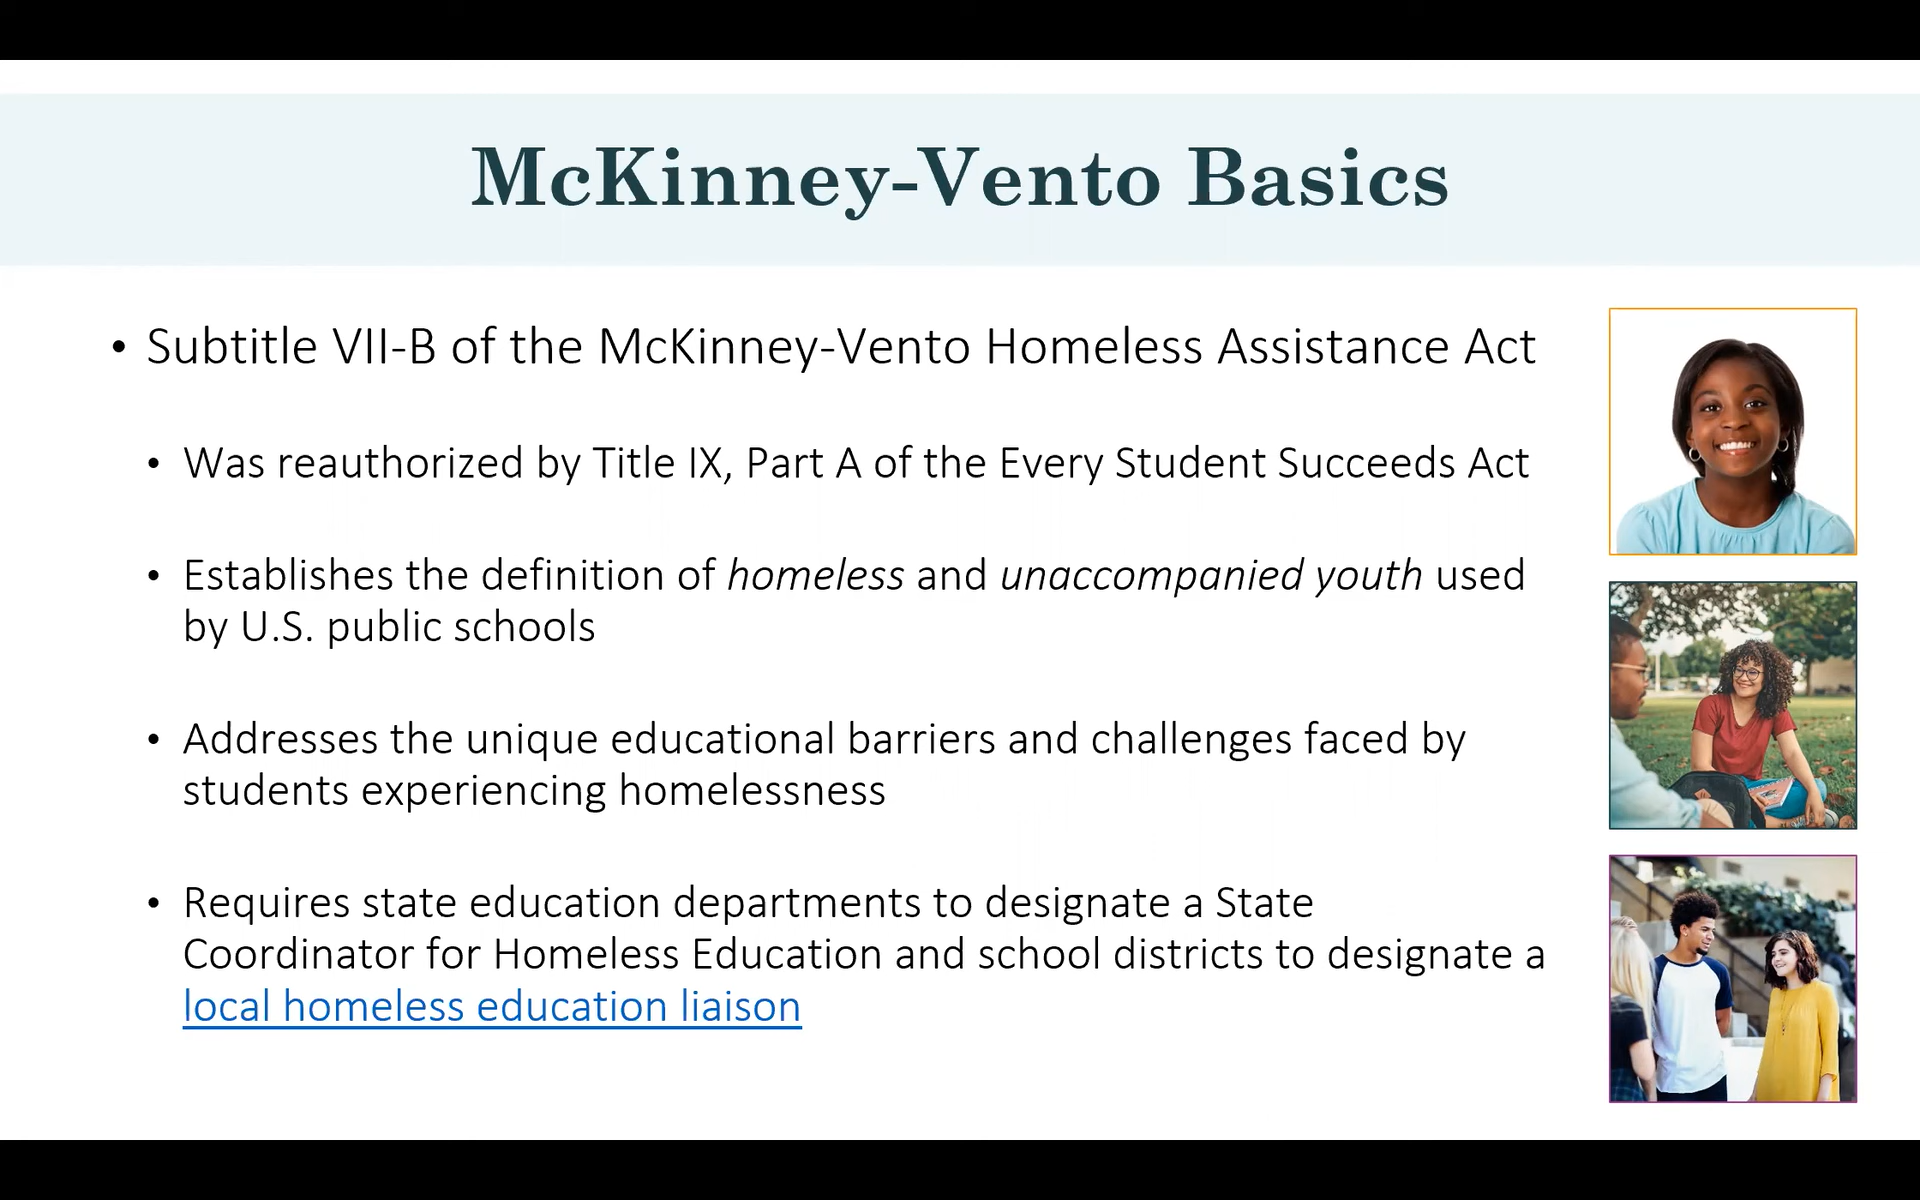 McKinney-Vento Basics
• Subtitle VII-B of the McKinney-Vento Homeless Assistance Act
• Was reauthorized by Title IX, Part A of the Every Student Succeeds Act
• Establishes the definition of homeless and unaccompanied youth used
by U.S. public schools
• Addresses the unique educational barriers and challenges faced by
students experiencing homelessness
• Requires state education departments to designate a State
Coordinator for Homeless Education and school districts to designate a
local homeless education liaison